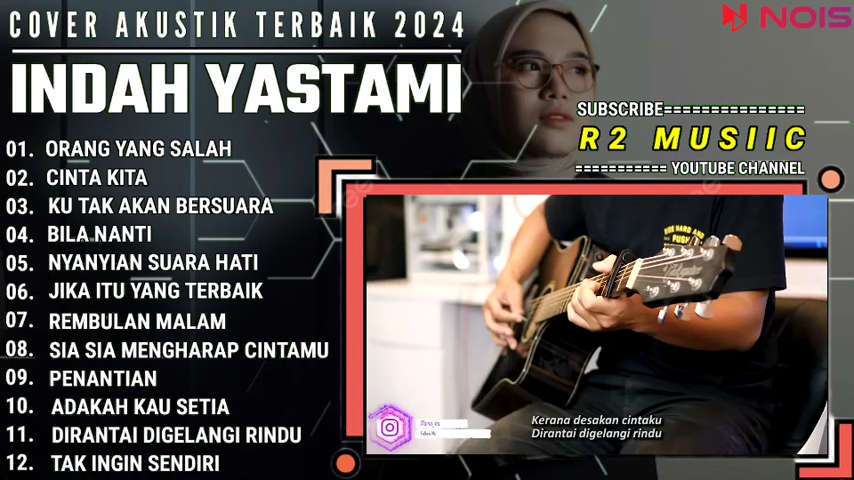 COVER AKUSTIK TERBAIK 2024
INDAH YASTAMI
NOIS
SUBSCRIBE===============
R2 MUSIIC
=========== YOUTUBE CHANNEL
01. ORANG YANG SALAH
02. CINTA KITA
03. KU TAK AKAN BERSUARA
04. BILA NANTI
05. NYANYIAN SUARA HATI
06. JIKA ITU YANG TERBAIK
07. REMBULAN MALAM
08. SIA SIA MENGHARAP CINTAMU
09. PENANTIAN
10. ADAKAH KAU SETIA
11. DIRANTAI DIGELANGI RINDU
12. TAK INGIN SENDIRI
HARD AND
PUSH
Kerana desakan cintaku
Dirantai digelangi rindu